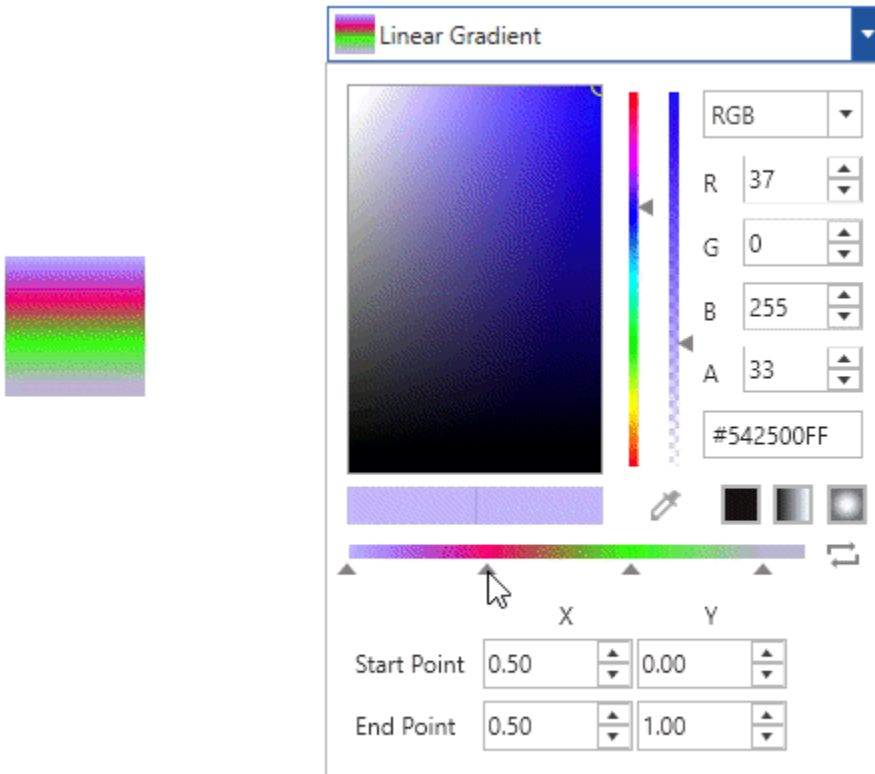 Linear Gradient
RGB
R 37
G 0
B 255
A 33
#542500FF
X Y
Start Point 0.50 0.00
End Point 0.50 1.00